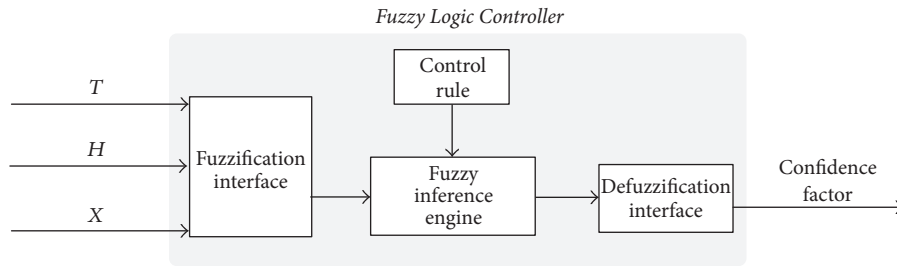 Fuzzy Logic Controller
T
H
X
Fuzzification
interface
Control
rule
Fuzzy
inference
engine
Defuzzification
interface
Confidence
factor